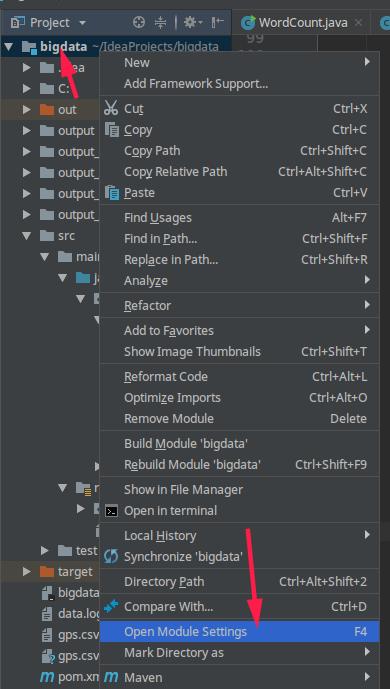 Project
WordCount.java
99
bigdata ~/IdeaProjects/bigdata
New
Add Framework Support...
C:
Cut Ctrl+X
out
Copy Ctrl+C
output
Copy Path Ctrl+Shift+C
output_
Copy Relative Path Ctrl+Alt+Shift+C
output_
Paste Ctrl+V
output_
output_
Find Usages Alt+F7
src
Find in Path... Ctrl+Shift+F
main
Replace in Path... Ctrl+Shift+R
Analyze
Refactor
Add to Favorites
Show Image Thumbnails Ctrl+Shift+T
Reformat Code Ctrl+Alt+L
Optimize Imports Ctrl+Alt+O
Remove Module Delete
Build Module 'bigdata'
Rebuild Module 'bigdata' Ctrl+Shift+F9
Show in File Manager
Open in terminal
Local History
test
Synchronize 'bigdata'
target
Directory Path Ctrl+Alt+Shift+2
bigdata
Compare With... Ctrl+D
data.log
Open Module Settings F4
gps.csv
Mark Directory as
gps.csv
Maven
pom.xm